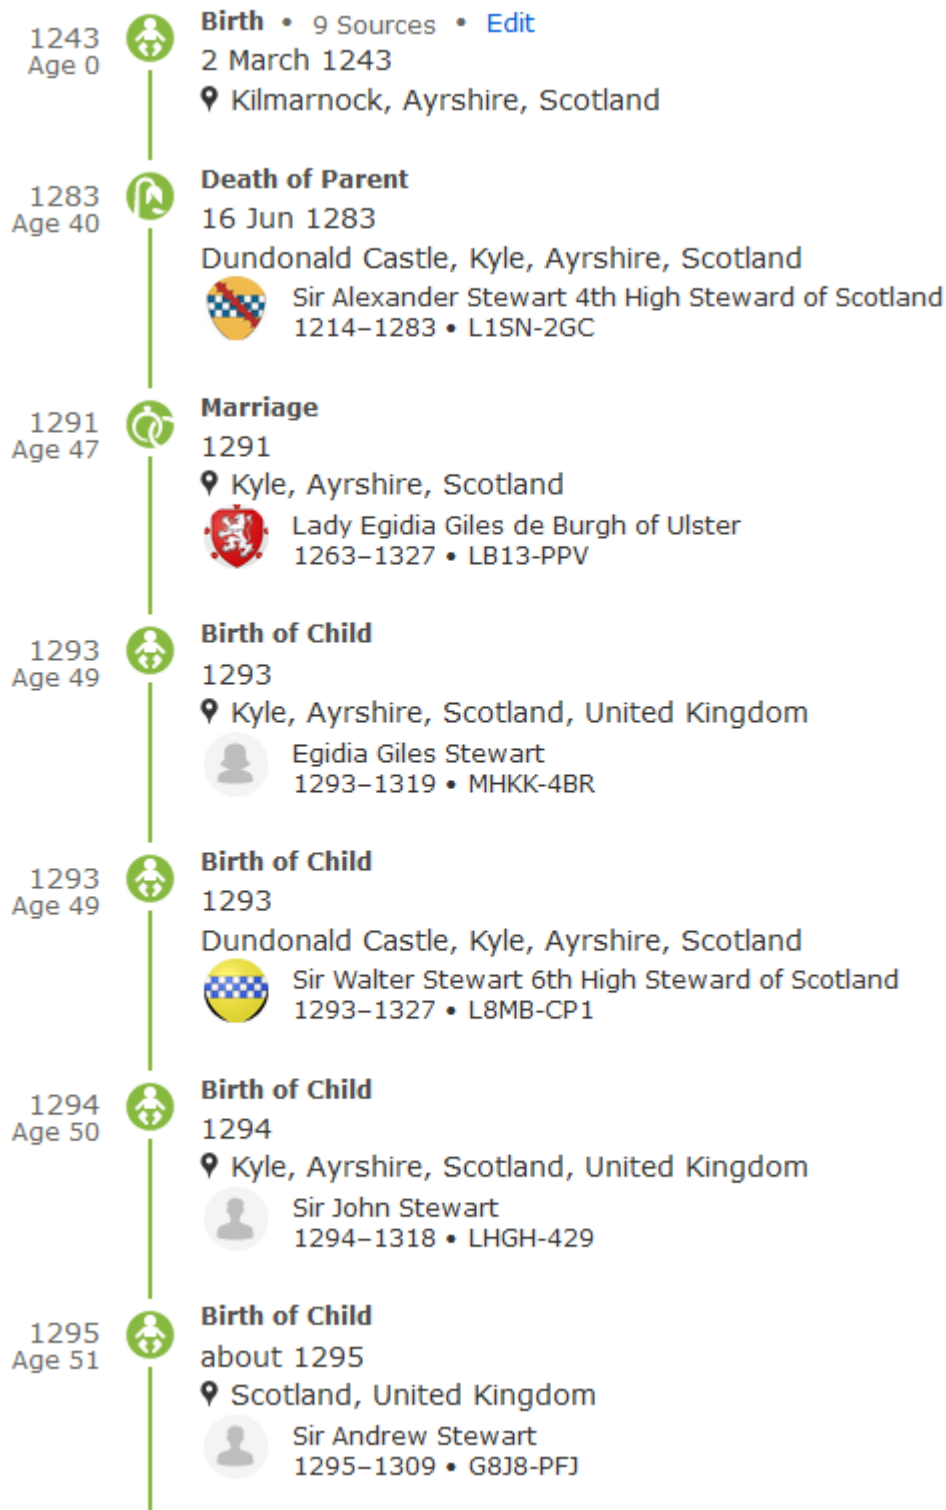 1243
Age 0
Birth • 9 Sources • Edit
2 March 1243
Kilmarnock, Ayrshire, Scotland
1283
Age 40
Death of Parent
16 Jun 1283
Dundonald Castle, Kyle, Ayrshire, Scotland
Sir Alexander Stewart 4th High Steward of Scotland
1214–1283 • L1SN-2GC
1291
Age 47
Marriage
1291
Kyle, Ayrshire, Scotland
Lady Egidia Giles de Burgh of Ulster
1263–1327 • LB13-PPV
1293
Age 49
Birth of Child
1293
Kyle, Ayrshire, Scotland, United Kingdom
Egidia Giles Stewart
1293–1319 • MHKK-4BR
1293
Age 49
Birth of Child
1293
Dundonald Castle, Kyle, Ayrshire, Scotland
Sir Walter Stewart 6th High Steward of Scotland
1293–1327 • L8MB-CP1
1294
Age 50
Birth of Child
1294
Kyle, Ayrshire, Scotland, United Kingdom
Sir John Stewart
1294–1318 • LHGH-429
1295
Age 51
Birth of Child
about 1295
Scotland, United Kingdom
Sir Andrew Stewart
1295–1309 • G8J8-PFJ